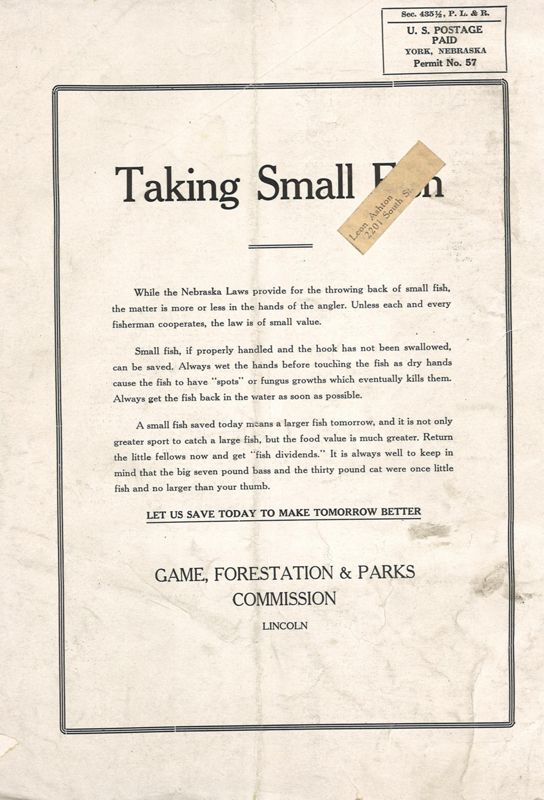 Sec. 435½, P. L. & R.
U. S. POSTAGE
PAID
YORK, NEBRASKA
Permit No. 57
Taking Small Fish
Leon Ashton
2201 South St.
While the Nebraska Laws provide for the throwing back of small fish,
the matter is more or less in the hands of the angler. Unless each and every
fisherman cooperates, the law is of small value.
Small fish, if properly handled and the hook has not been swallowed,
can be saved. Always wet the hands before touching the fish as dry hands
cause the fish to have "spots" or fungus growths which eventually kills them.
Always get the fish back in the water as soon as possible.
A small fish saved today means a larger fish tomorrow, and it is not only
greater sport to catch a large fish, but the food value is much greater. Return
the little fellows now and get "fish dividends." It is always well to keep in
mind that the big seven pound bass and the thirty pound cat were once little
fish and no larger than your thumb.
LET US SAVE TODAY TO MAKE TOMORROW BETTER
GAME, FORESTATION & PARKS
COMMISSION
LINCOLN